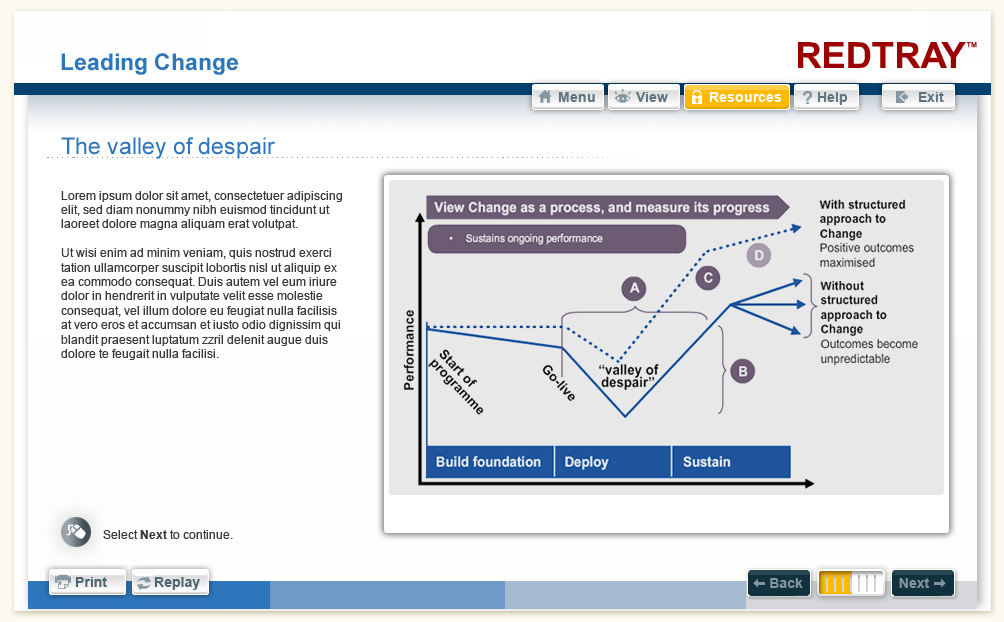 Leading Change
REDTRAY™
Menu
View
Resources
? Help
Exit
The valley of despair
Lorem ipsum dolor sit amet, consectetuer adipiscing
elit, sed diam nonummy nibh euismod tincidunt ut
laoreet dolore magna aliquam erat volutpat.
Ut wisi enim ad minim veniam, quis nostrud exerci
tation ullamcorper suscipit lobortis nisl ut aliquip ex
ea commodo consequat. Duis autem vel eum iriure
dolor in hendrerit in vulputate velit esse molestie
consequat, vel illum dolore eu feugiat nulla facilisis
at vero eros et accumsan et iusto odio dignissim qui
blandit praesent luptatum zzril delenit augue duis
dolore te feugait nulla facilisi.
View Change as a process, and measure its progress
• Sustains ongoing performance
With structured
approach to
Change
Positive outcomes
maximised
Without
structured
approach to
Change
Outcomes become
unpredictable
A
B
C
D
Performance
Start of
programme
Go-live
“valley of
despair”
Build foundation
Deploy
Sustain
Select Next to continue.
Print
Replay
Back
Next